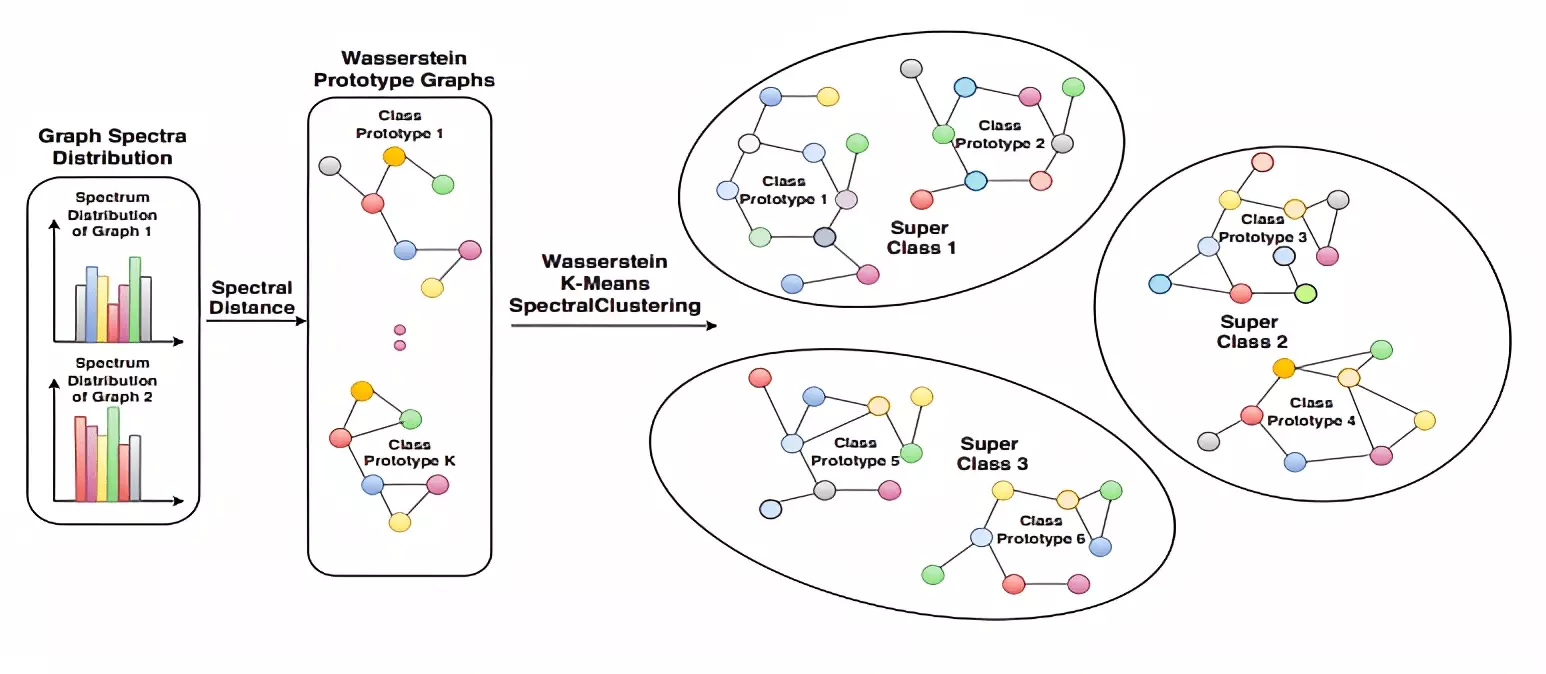 Graph Spectra
Distribution
Spectrum
Distribution
of Graph 1
Spectrum
Distribution
of Graph 2
Spectral
Distance
Wasserstein
Prototype Graphs
Class
Prototype 1
Class
Prototype K
Wasserstein
K-Means
SpectralClustering
Class
Prototype 1
Class
Prototype 2
Super
Class 1
Class
Prototype 3
Super
Class 2
Class
Prototype 4
Class
Prototype 5
Super
Class 3
Class
Prototype 6